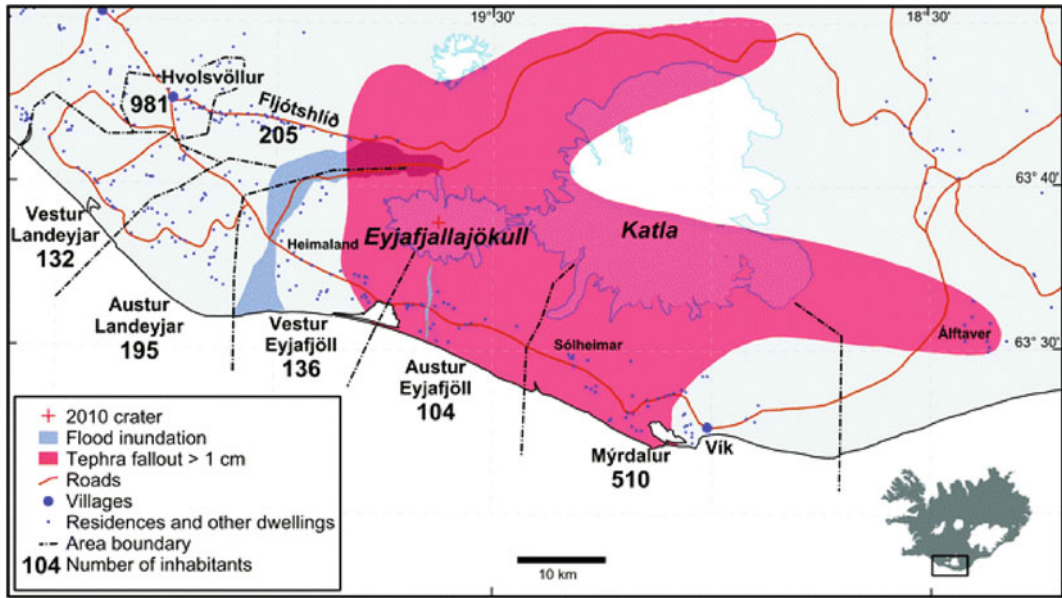 19°30'
18°30'
Hvolsvöllur
981
Fljótshlíð
205
63°40'
Vestur
Landeyjar
132
Heimaland
Eyjafjallajökull
Katla
Austur
Landeyjar
195
Vestur
Eyjafjöll
136
Austur
Eyjafjöll
104
Sólheimar
Álftaver
63°30'
Mýrdalur
510
Vík
2010 crater
Flood inundation
Tephra fallout > 1 cm
Roads
Villages
Residences and other dwellings
Area boundary
104 Number of inhabitants
10 km